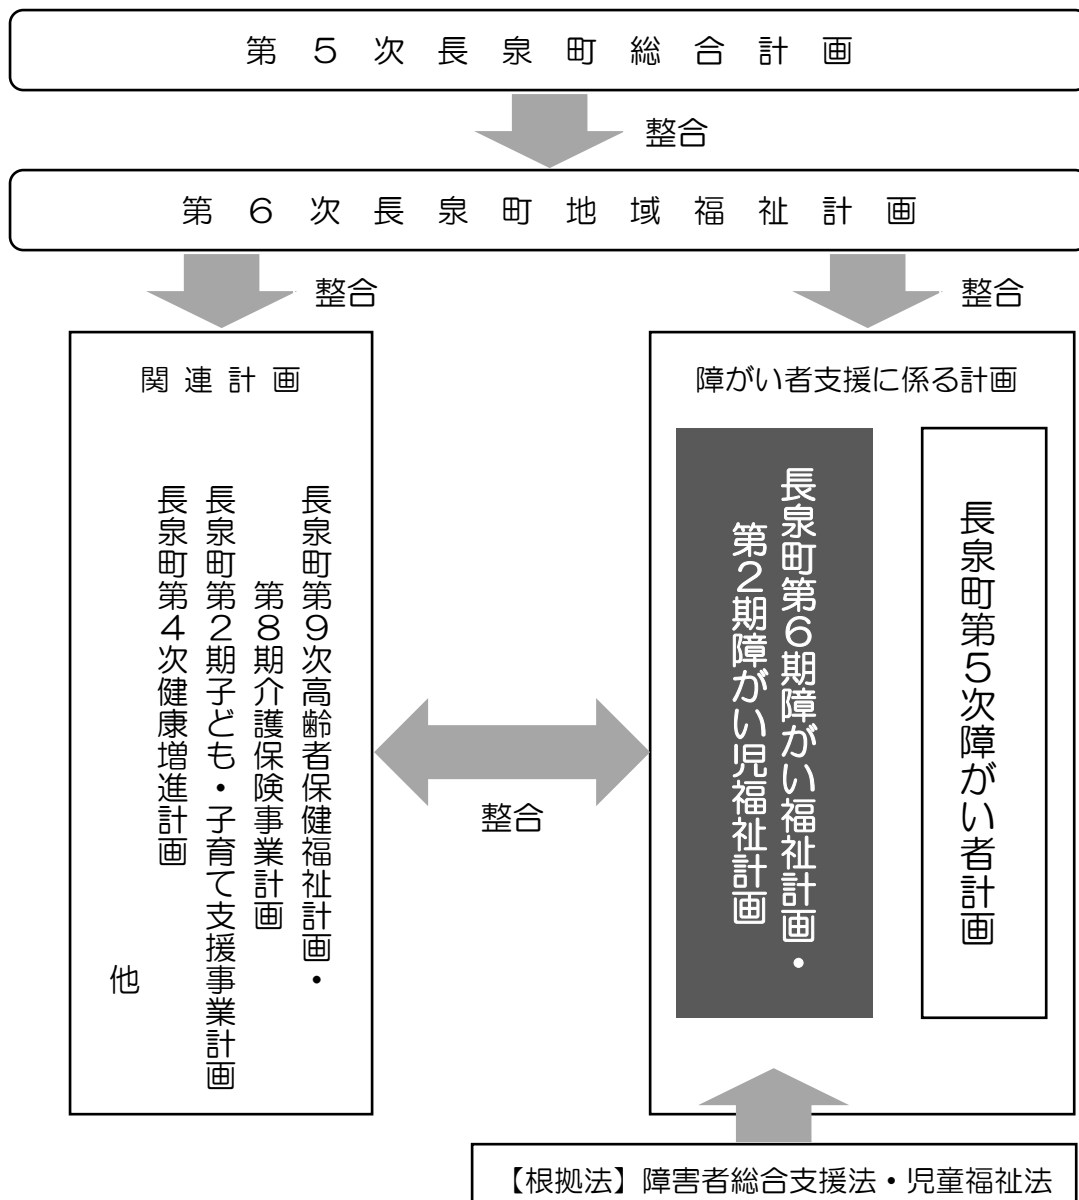 第５次長泉町総合計画
整合
第６次長泉町地域福祉計画
整合
整合
関連計画
長泉町第９次高齢者保健福祉計画・
第８期介護保険事業計画
長泉町第２期子ども・子育て支援事業計画
長泉町第４次健康増進計画
他
整合
障がい者支援に係る計画
長泉町第５次障がい者計画
長泉町第６期障がい福祉計画・
第２期障がい児福祉計画
【根拠法】障害者総合支援法・児童福祉法